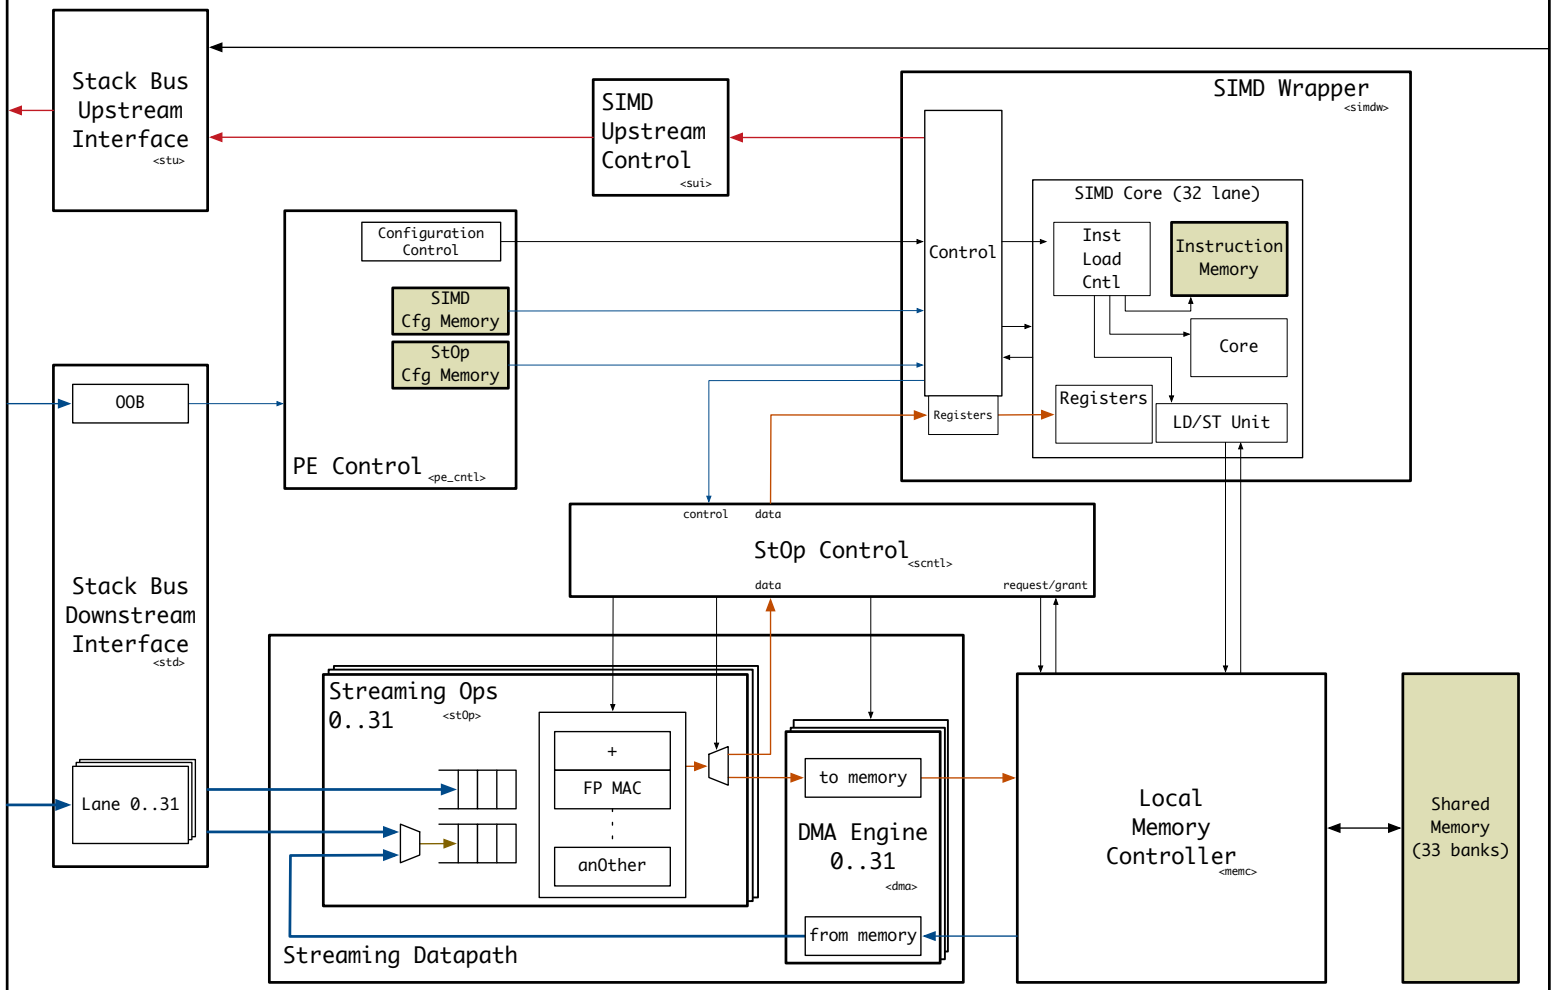 Stack Bus
Upstream
Interface
<stu>
SIMD
Upstream
Control
<sui>
SIMD Wrapper
<simdw>
Control
Registers
SIMD Core (32 lane)
Inst
Load
Cntl
Instruction
Memory
Core
Registers
LD/ST Unit
Configuration
Control
SIMD
Cfg Memory
StOp
Cfg Memory
PE Control
<pe_cntl>
OOB
Stack Bus
Downstream
Interface
<std>
Lane 0..31
control
data
StOp Control
<scntl>
data
request/grant
Streaming Ops
0..31
<stOp>
+
FP MAC
anOther
to memory
DMA Engine
0..31
<dma>
from memory
Streaming Datapath
Local
Memory
Controller
<memc>
Shared
Memory
(33 banks)